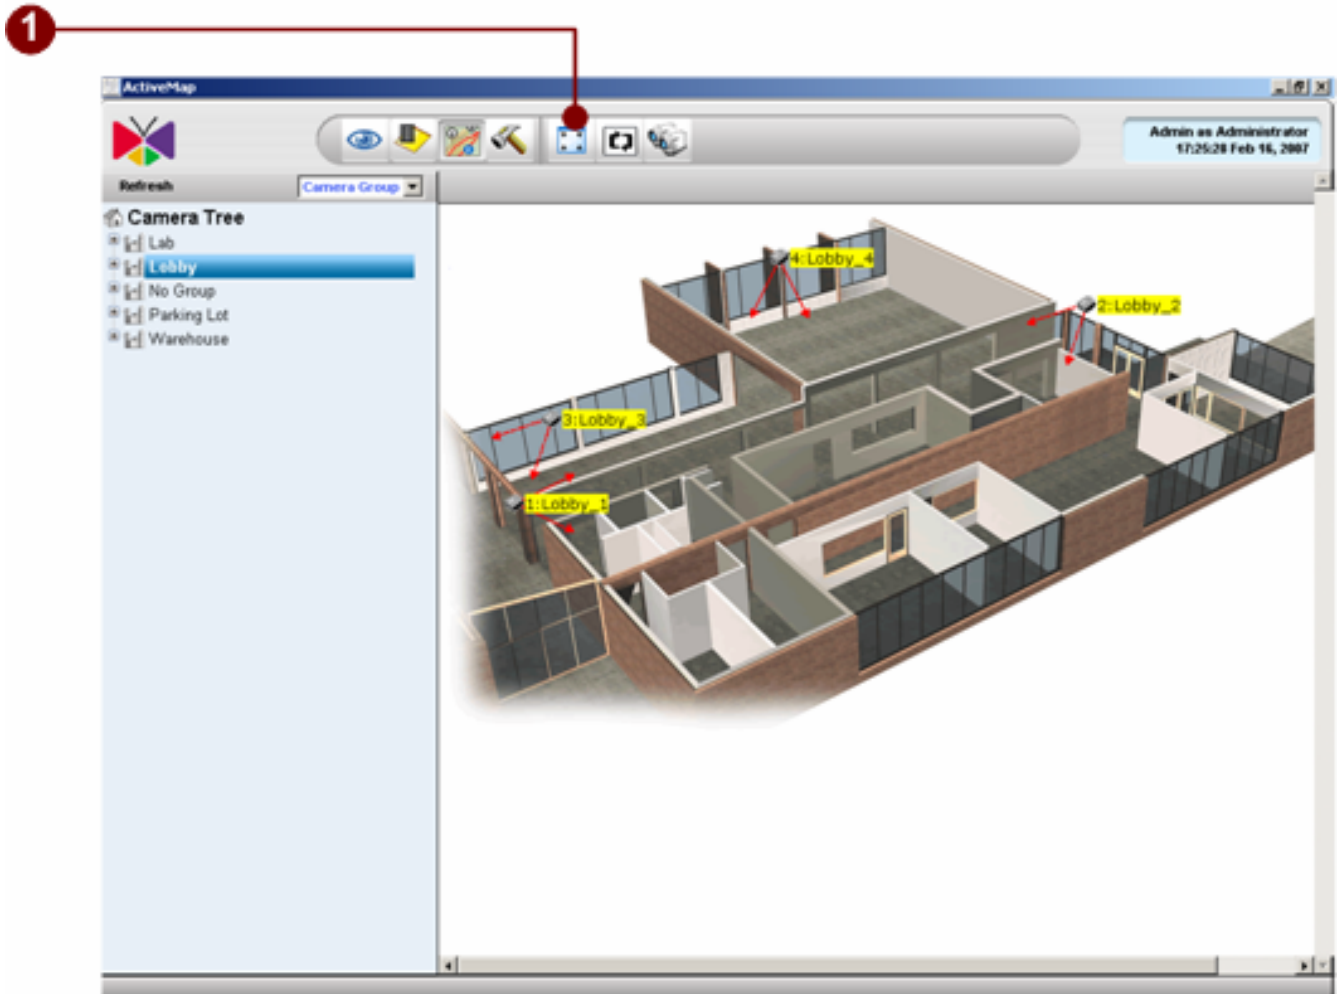 1
ActiveMap
Admin as Administrator
17:25:28 Feb 16, 2007
Refresh
Camera Group
Camera Tree
Lab
Lobby
No Group
Parking Lot
Warehouse
4:Lobby_4
2:Lobby_2
3:Lobby_3
1:Lobby_1